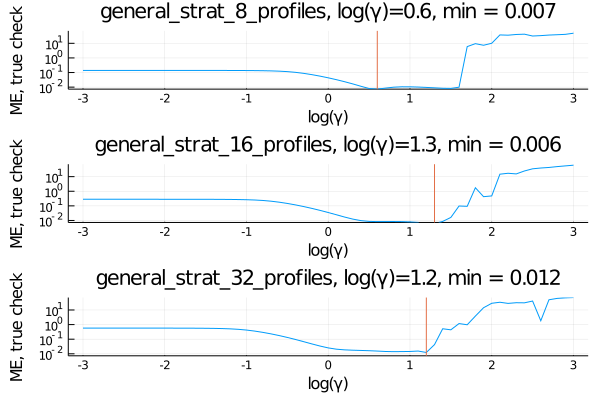 general_strat_8_profiles, log(γ)=0.6, min = 0.007
ME, true check
10¹
10⁰
10⁻¹
10⁻²
-3 -2 -1 0 1 2 3
log(γ)
general_strat_16_profiles, log(γ)=1.3, min = 0.006
ME, true check
10¹
10⁰
10⁻¹
10⁻²
-3 -2 -1 0 1 2 3
log(γ)
general_strat_32_profiles, log(γ)=1.2, min = 0.012
ME, true check
10¹
10⁰
10⁻¹
10⁻²
-3 -2 -1 0 1 2 3
log(γ)